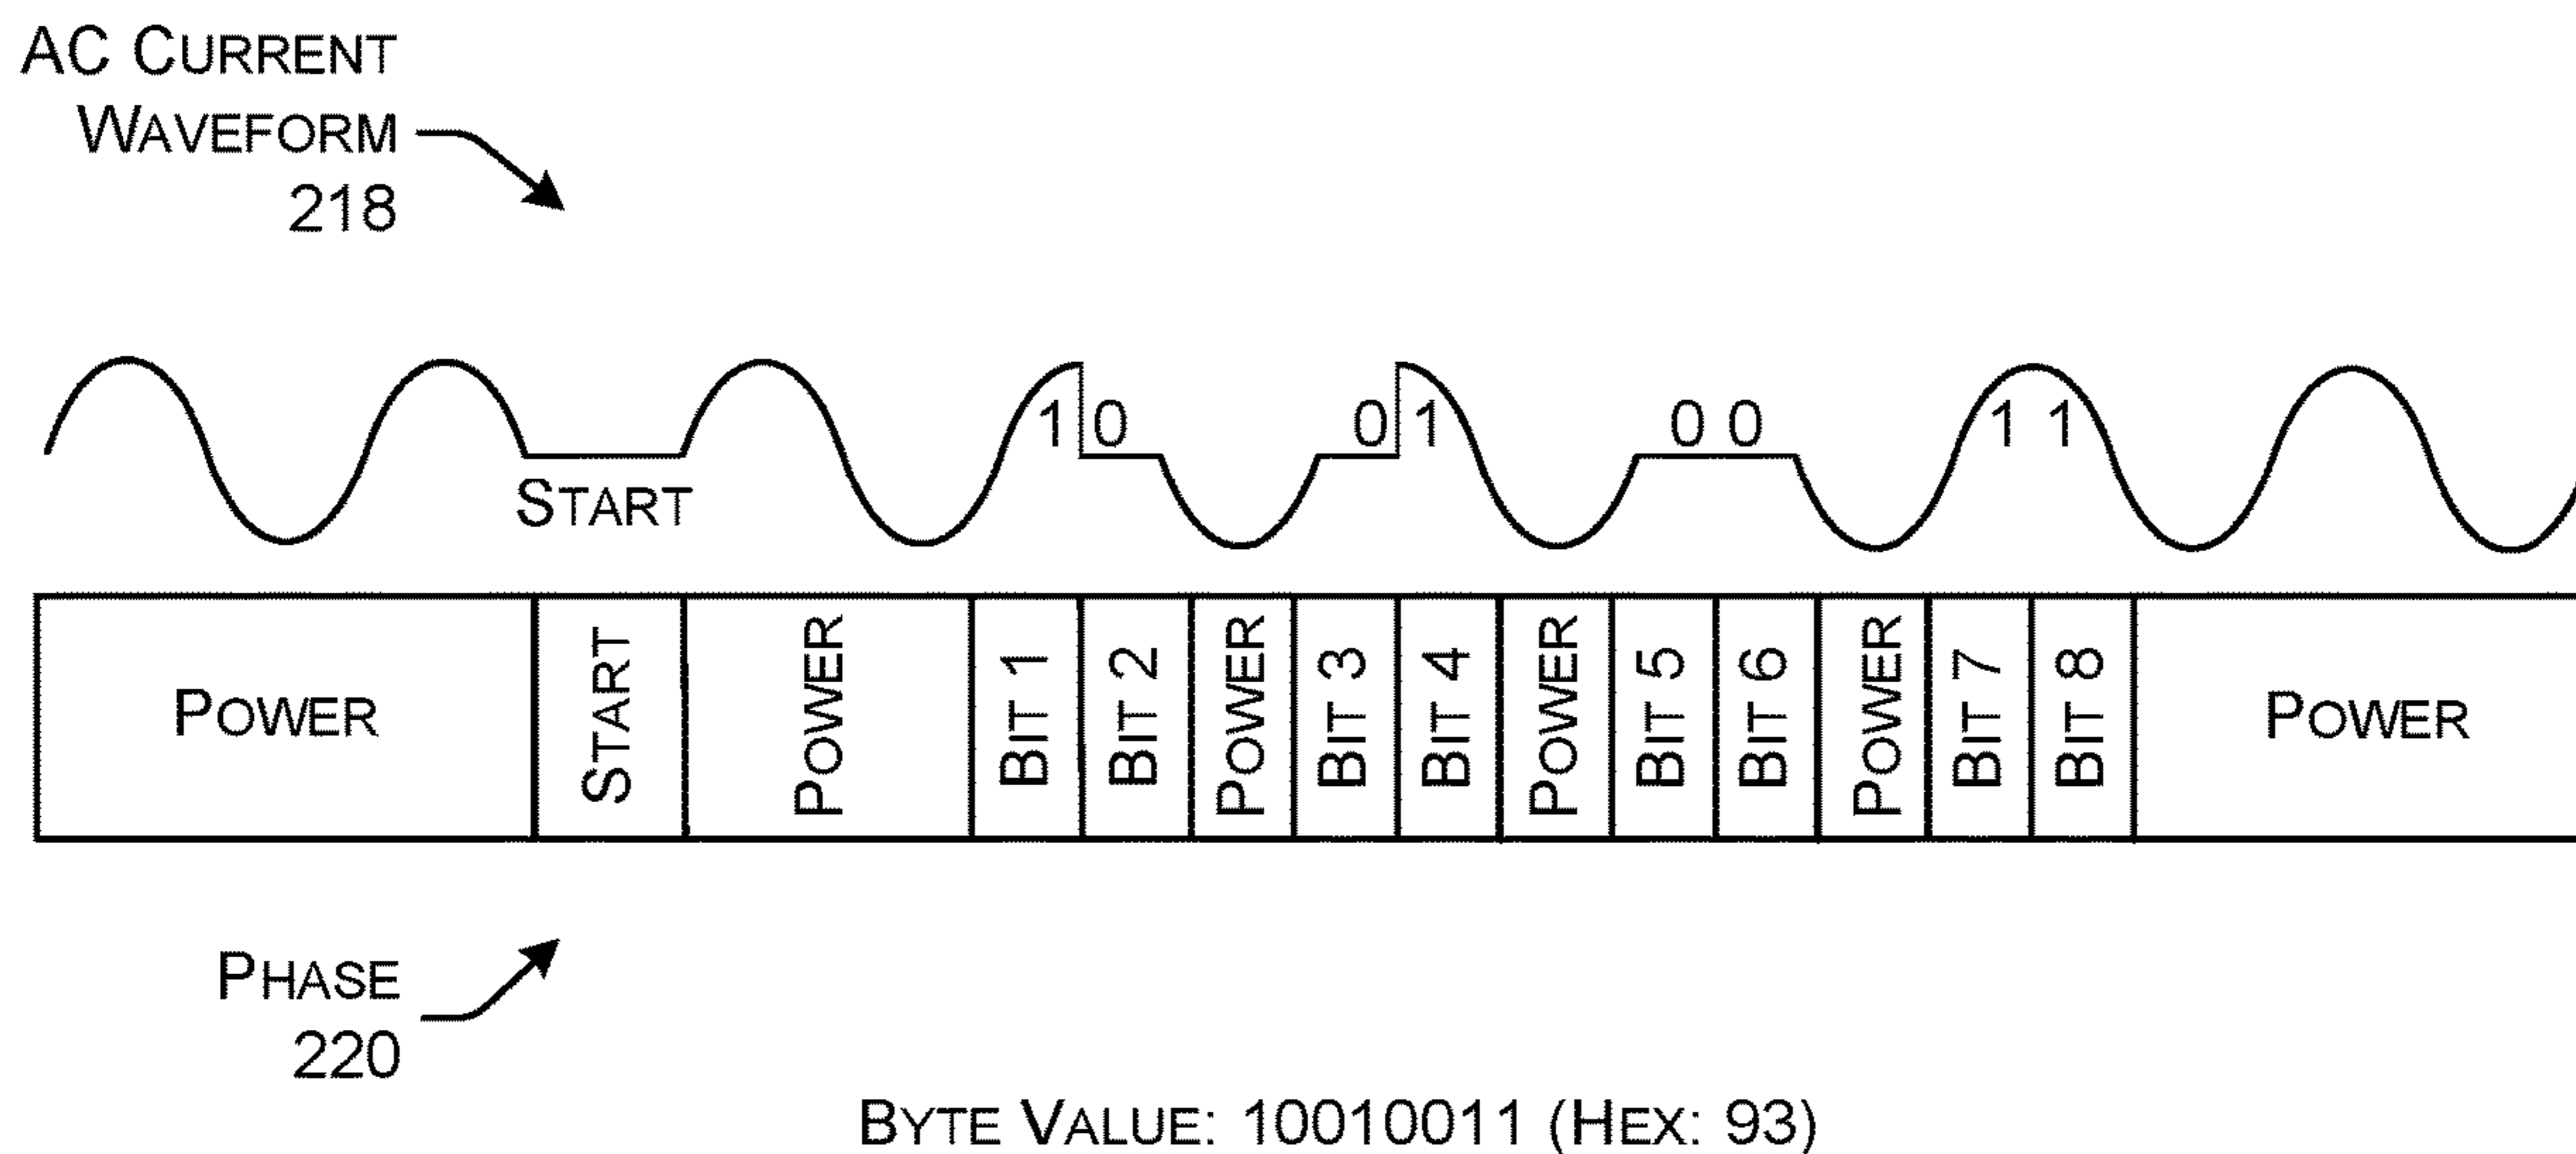 AC CURRENT
WAVEFORM
218
1 0 0 1 0 0 1 1
START
POWER START POWER BIT 1 BIT 2 POWER BIT 3 BIT 4 POWER BIT 5 BIT 6 POWER BIT 7 BIT 8 POWER
PHASE
220
BYTE VALUE: 10010011 (HEX: 93)